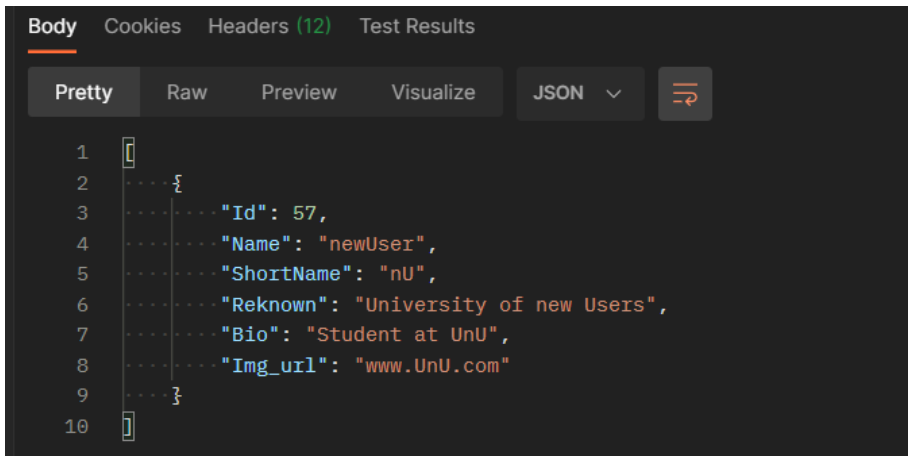 Body Cookies Headers (12) Test Results
Pretty Raw Preview Visualize JSON
1 [
2 {
3 "Id": 57,
4 "Name": "newUser",
5 "ShortName": "nU",
6 "Reknown": "University of new Users",
7 "Bio": "Student at UnU",
8 "Img_url": "www.UnU.com"
9 }
10 ]